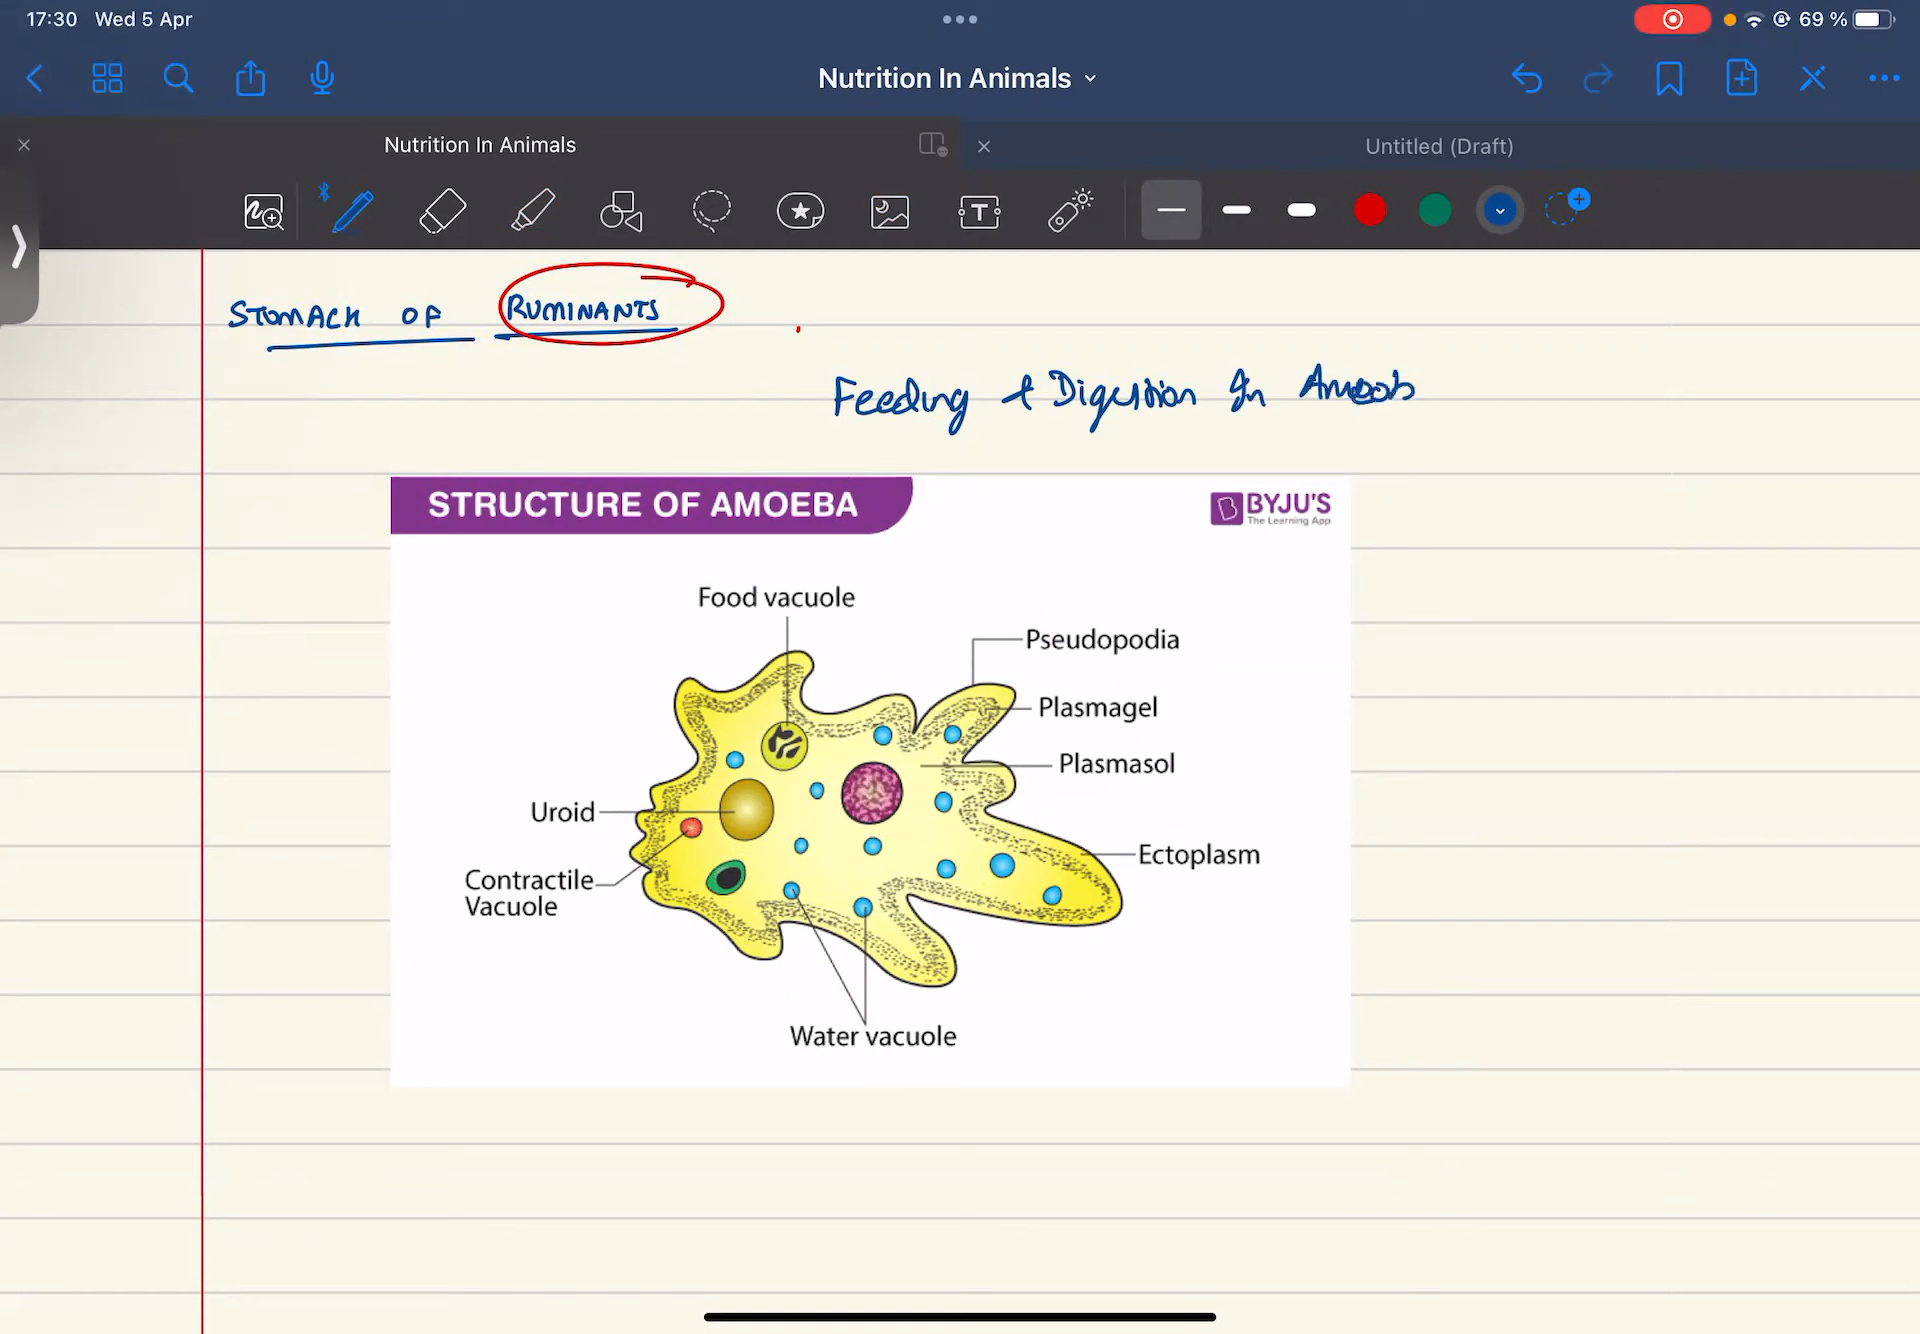 17:30 Wed 5 Apr
69 %
Nutrition In Animals
Nutrition In Animals
Untitled (Draft)
T
STOMACH OF RUMINANTS
Feeding & Digestion In Amoeb
STRUCTURE OF AMOEBA
BYJU'S
The Learning App
Food vacuole
Pseudopodia
Plasmagel
Plasmasol
Uroid
Ectoplasm
Contractile
Vacuole
Water vacuole